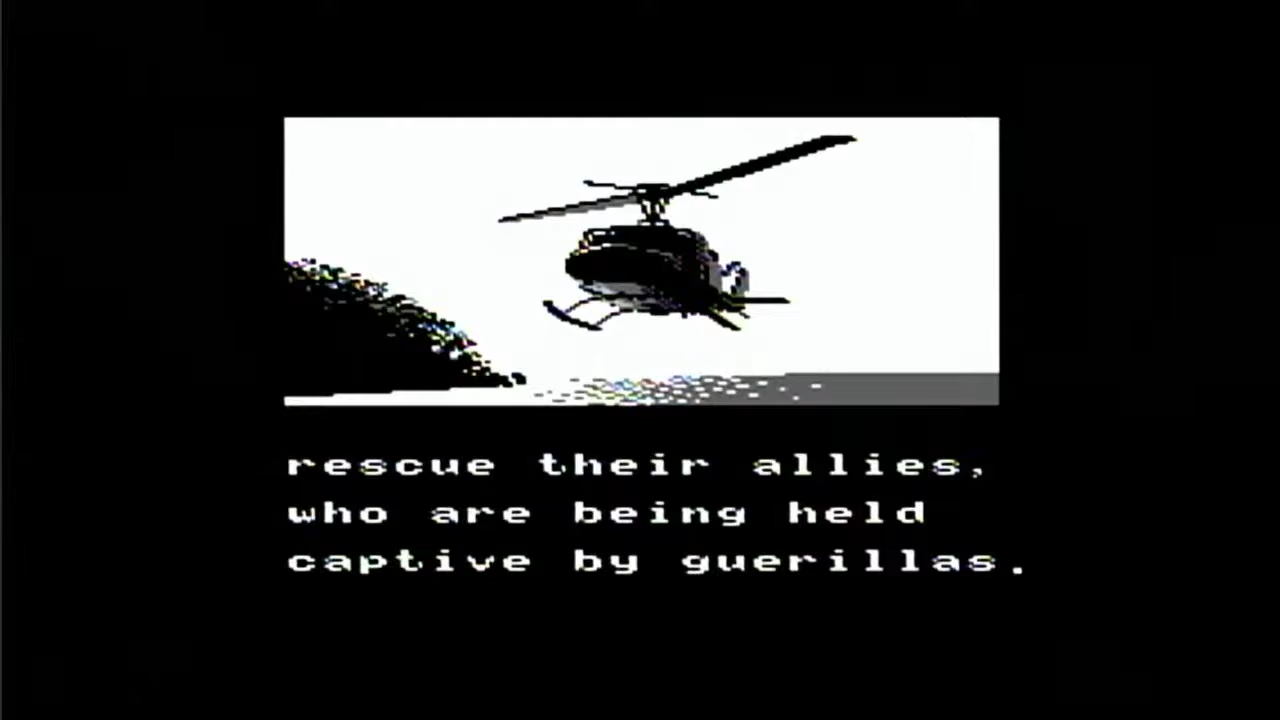 rescue their allies,
who are being held
captive by guerillas.